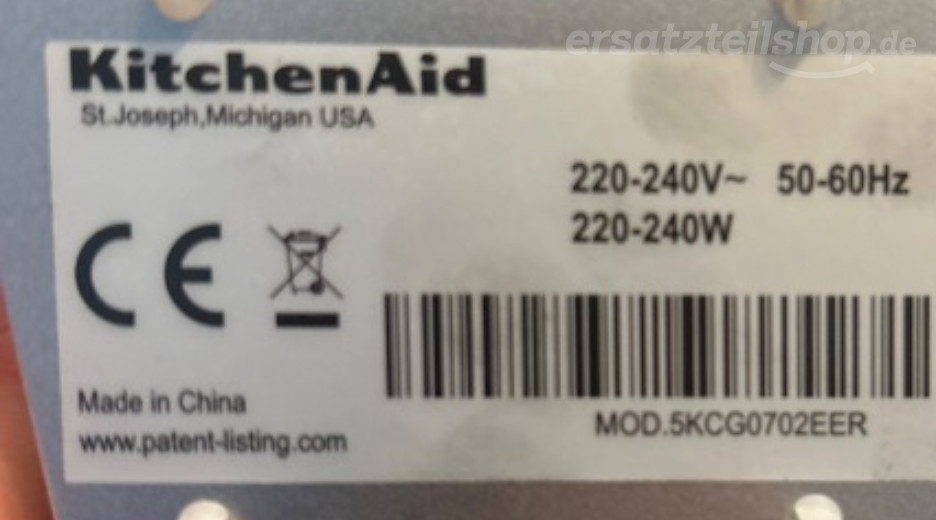 ersatzteilshop.de
KitchenAid
St.Joseph,Michigan USA
220-240V~ 50-60Hz
220-240W
CE
MOD.5KCG0702EER
Made in China
www.patent-listing.com